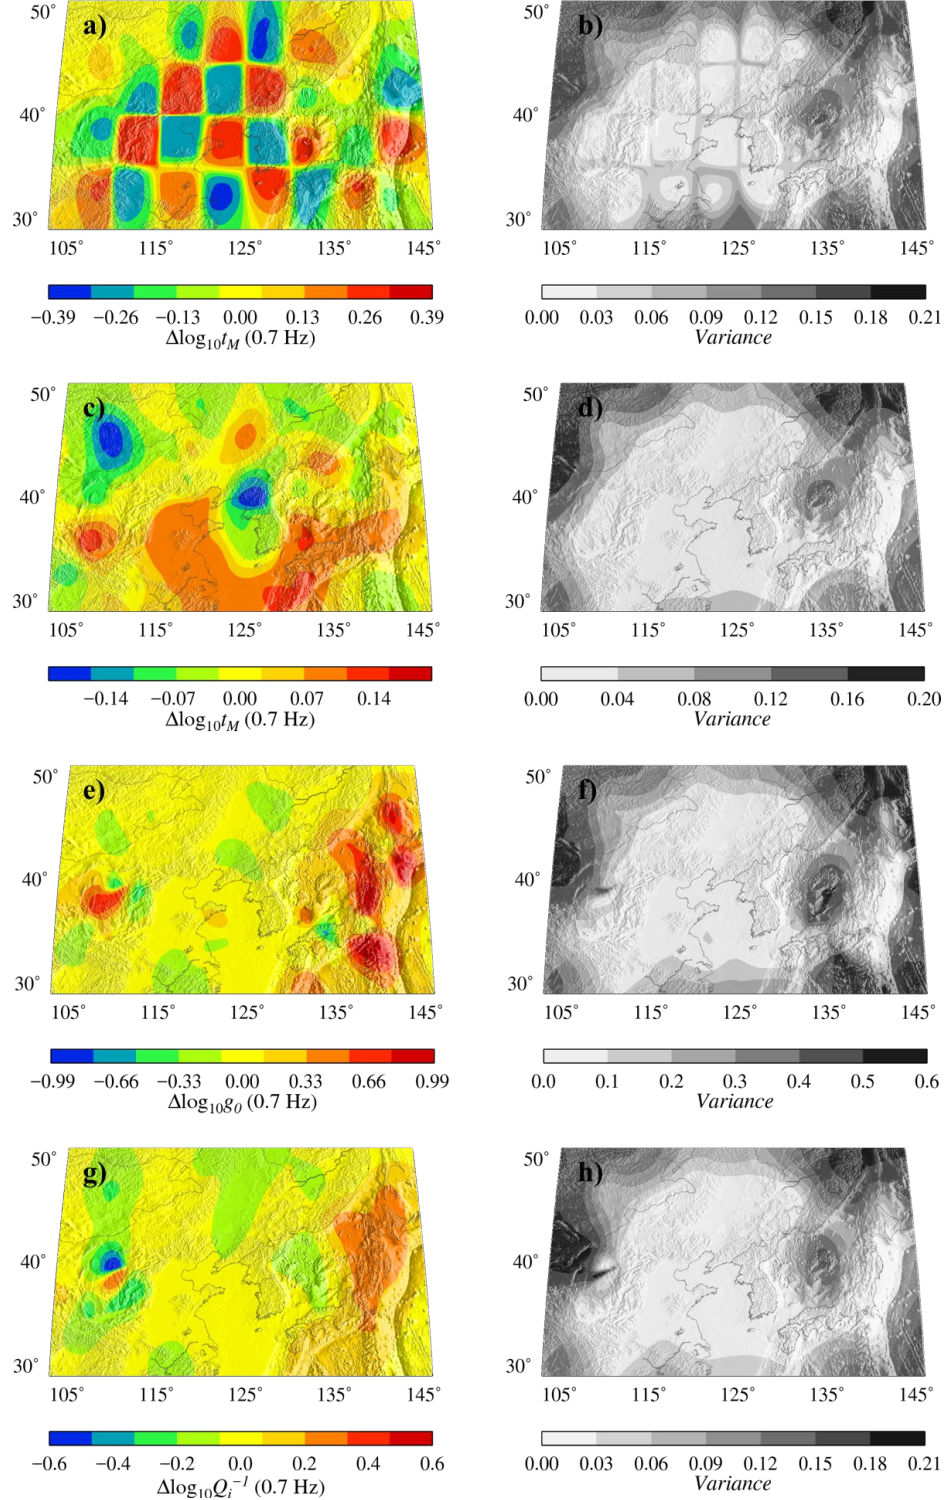 a)
50° 40° 30°
105 115° 125 135° 145°
−0.39 −0.26 −0.13 0.00 0.13 0.26 0.39
Δlog₁₀t_M (0.7 Hz)
b)
50° 40° 30°
105° 115° 125° 135° 145°
0.00 0.03 0.06 0.09 0.12 0.15 0.18 0.21
Variance
c)
50° 40° 30°
105 115° 125 135° 145°
−0.14 −0.07 0.00 0.07 0.14
Δlog₁₀t_M (0.7 Hz)
d)
50° 40° 30°
105° 115° 125° 135° 145°
0.00 0.04 0.08 0.12 0.16 0.20
Variance
e)
50° 40° 30°
105 115° 125 135° 145°
−0.99 −0.66 −0.33 0.00 0.33 0.66 0.99
Δlog₁₀g₀ (0.7 Hz)
f)
50° 40° 30°
105° 115° 125° 135° 145°
0.0 0.1 0.2 0.3 0.4 0.5 0.6
Variance
g)
50° 40° 30°
105 115° 125 135° 145°
−0.6 −0.4 −0.2 0.0 0.2 0.4 0.6
Δlog₁₀Qᵢ⁻¹ (0.7 Hz)
h)
50° 40° 30°
105° 115° 125° 135° 145°
0.00 0.03 0.06 0.09 0.12 0.15 0.18 0.21
Variance